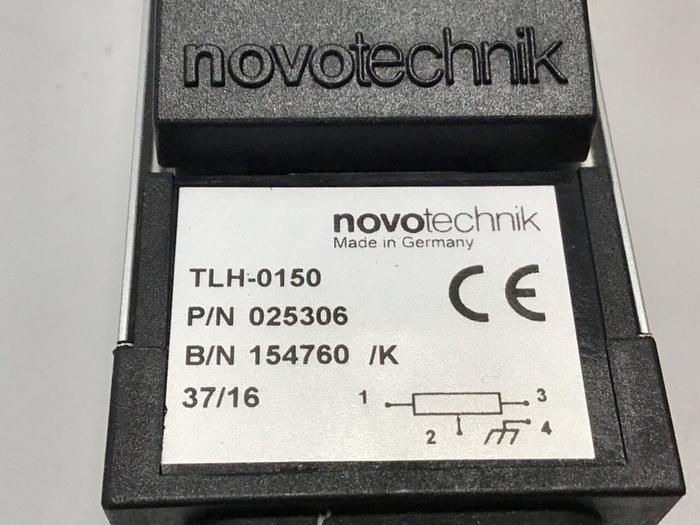 novotechnik
novotechnik
Made in Germany
TLH-0150
CE
P/N 025306
B/N 154760 /K
37/16
1
3
2
4